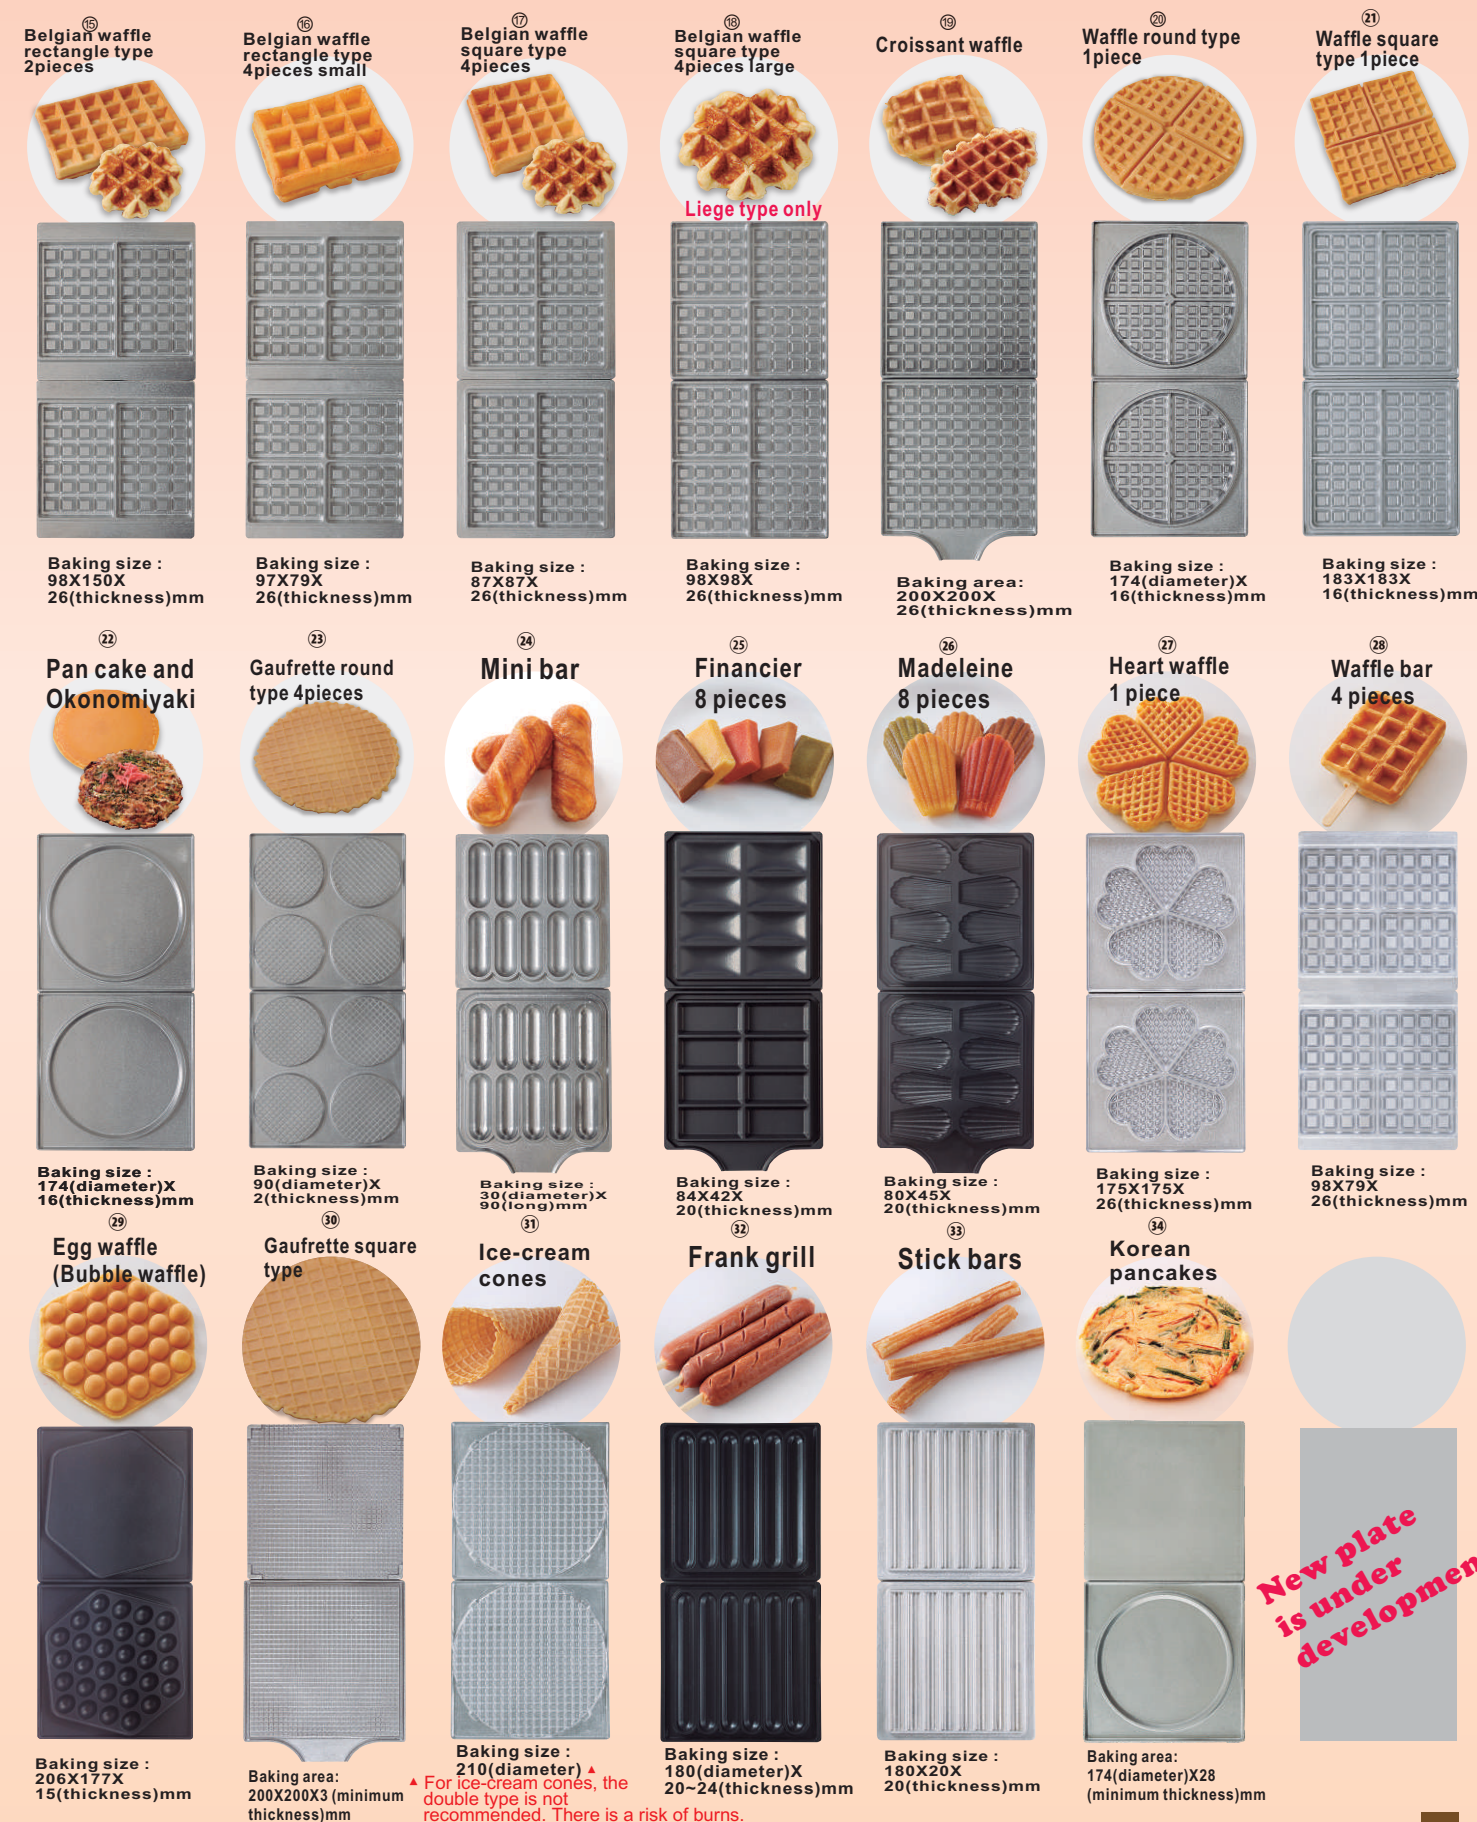 ⑮
Belgian waffle
rectangle type
2pieces
⑯
Belgian waffle
rectangle type
4pieces small
⑰
Belgian waffle
square type
4pieces
⑱
Belgian waffle
square type
4pieces large
Liege type only
⑲
Croissant waffle
⑳
Waffle round type
1piece
㉑
Waffle square
type 1piece
Baking size :
98X150X
26(thickness)mm
Baking size :
97X79X
26(thickness)mm
Baking size :
87X87X
26(thickness)mm
Baking size :
98X98X
26(thickness)mm
Baking area:
200X200X
26(thickness)mm
Baking size :
174(diameter)X
16(thickness)mm
Baking size :
183X183X
16(thickness)mm
㉒
Pan cake and
Okonomiyaki
㉓
Gaufrette round
type 4pieces
㉔
Mini bar
㉕
Financier
8 pieces
㉖
Madeleine
8 pieces
㉗
Heart waffle
1 piece
㉘
Waffle bar
4 pieces
Baking size :
174(diameter)X
16(thickness)mm
Baking size :
90(diameter)X
2(thickness)mm
Baking size :
30(diameter)X
90(long)mm
Baking size :
84X42X
20(thickness)mm
Baking size :
80X45X
20(thickness)mm
Baking size :
175X175X
26(thickness)mm
Baking size :
98X79X
26(thickness)mm
㉙
Egg waffle
(Bubble waffle)
㉚
Gaufrette square
type
㉛
Ice-cream
cones
㉜
Frank grill
㉝
Stick bars
㉞
Korean
pancakes
New plate
is under
developmen
Baking size :
206X177X
15(thickness)mm
Baking area:
200X200X3 (minimum
thickness)mm
Baking size :
210(diameter) ▲
▲ For ice-cream cones, the
double type is not
recommended. There is a risk of burns.
Baking size :
180(diameter)X
20~24(thickness)mm
Baking size :
180X20X
20(thickness)mm
Baking area:
174(diameter)X28
(minimum thickness)mm